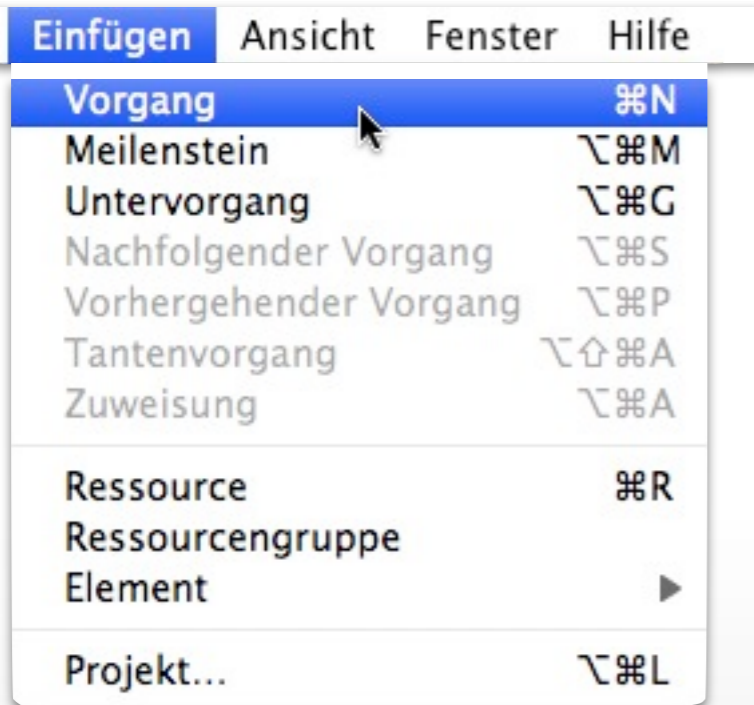 Einfügen Ansicht Fenster Hilfe
Vorgang ⌘N
Meilenstein ⌥⌘M
Untervorgang ⌥⌘G
Nachfolgender Vorgang ⌥⌘S
Vorhergehender Vorgang ⌥⌘P
Tantenvorgang ⌥⇧⌘A
Zuweisung ⌥⌘A
Ressource ⌘R
Ressourcengruppe
Element ▶
Projekt... ⌥⌘L